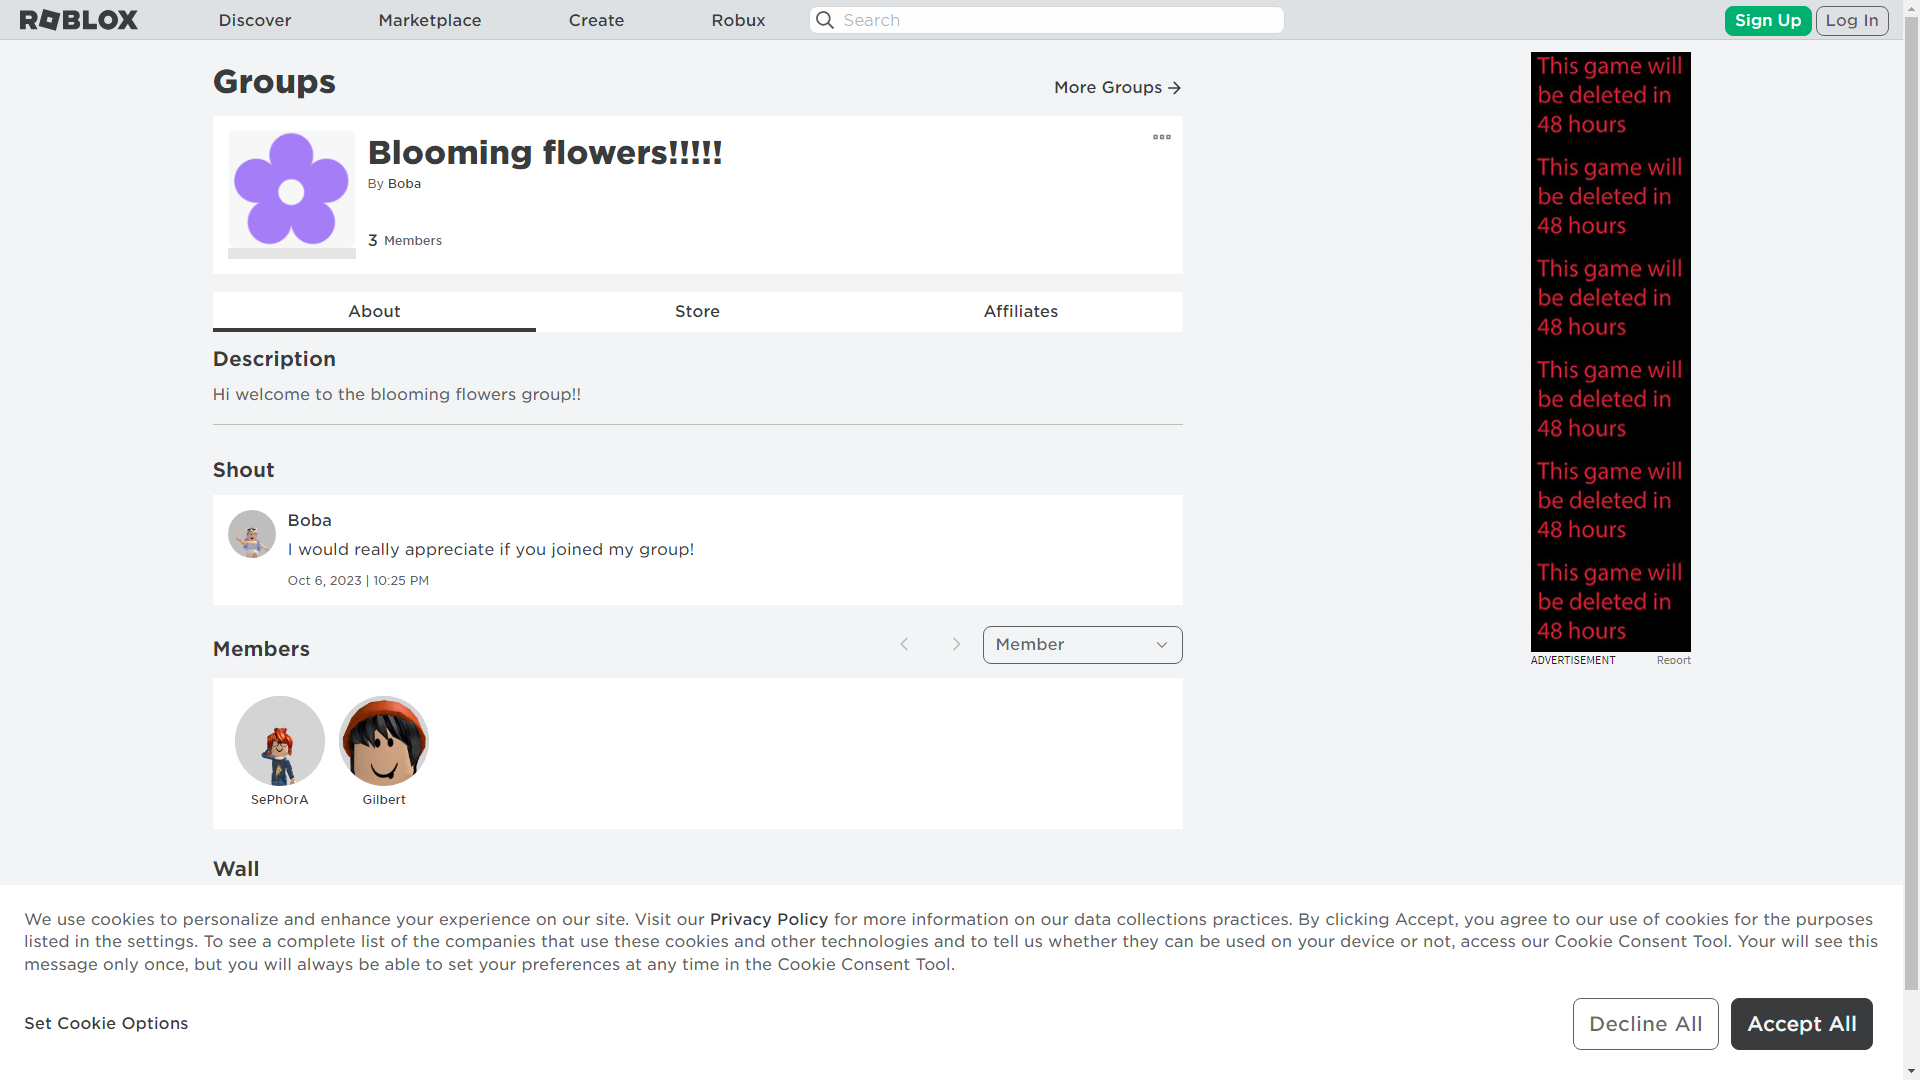 ROBLOX
Discover
Marketplace
Create
Robux
Search
Sign Up
Log In
Groups
More Groups
Blooming flowers!!!!!
By Boba
3 Members
About
Store
Affiliates
Description
Hi welcome to the blooming flowers group!!
Shout
Boba
I would really appreciate if you joined my group!
Oct 6, 2023 | 10:25 PM
Members
Member
SePhOrA
Gilbert
Wall
This game will
be deleted in
48 hours
This game will
be deleted in
48 hours
This game will
be deleted in
48 hours
This game will
be deleted in
48 hours
This game will
be deleted in
48 hours
This game will
be deleted in
48 hours
ADVERTISEMENT
Report
We use cookies to personalize and enhance your experience on our site. Visit our Privacy Policy for more information on our data collections practices. By clicking Accept, you agree to our use of cookies for the purposes
listed in the settings. To see a complete list of the companies that use these cookies and other technologies and to tell us whether they can be used on your device or not, access our Cookie Consent Tool. Your will see this
message only once, but you will always be able to set your preferences at any time in the Cookie Consent Tool.
Set Cookie Options
Decline All
Accept All